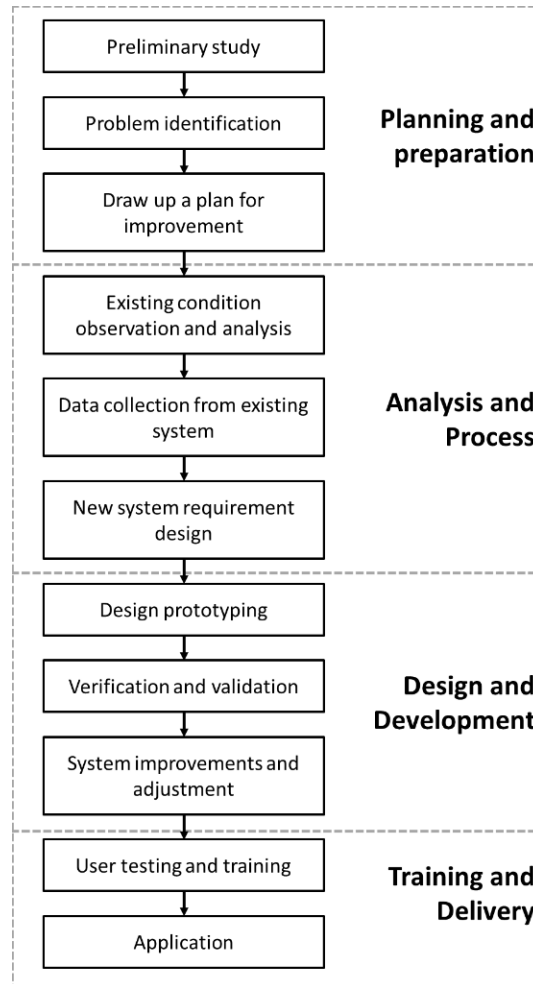 Preliminary study
Problem identification
Draw up a plan for
improvement
Planning and
preparation
Existing condition
observation and analysis
Data collection from existing
system
New system requirement
design
Analysis and
Process
Design prototyping
Verification and validation
System improvements and
adjustment
Design and
Development
User testing and training
Application
Training and
Delivery